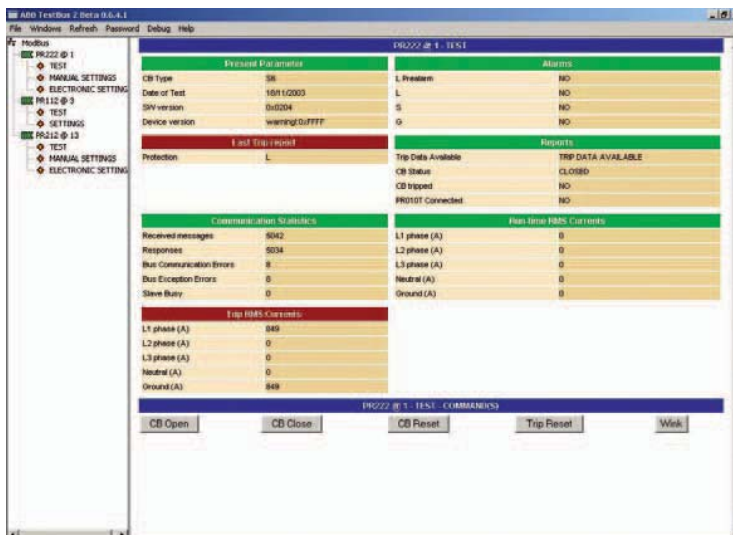 ABB TestBus 2 Beta 0.6.4.1
File Windows Refresh Password Debug Help
Modbus
PR222 @ 1
TEST
MANUAL SETTINGS
ELECTRONIC SETTING
PR112 @ 3
TEST
SETTINGS
PR212 @ 13
TEST
MANUAL SETTINGS
ELECTRONIC SETTING
PR222 @ 1 - TEST
Present Parameter
CB Type S6
Date of Test 10/11/2003
SW version 0x0204
Device version warning!:0xFFFF
Alarms
L Prealarm NO
L NO
S NO
G NO
Last Trip report
Protection L
Reports
Trip Data Available TRIP DATA AVAILABLE
CB Status CLOSED
CB tripped NO
PR010T Connected NO
Communication Statistics
Received messages 5042
Responses 5034
Bus Communication Errors 8
Bus Exception Errors 0
Slave Busy 0
Run-time RMS Currents
L1 phase (A) 0
L2 phase (A) 0
L3 phase (A) 0
Neutral (A) 0
Ground (A) 0
Trip RMS Currents
L1 phase (A) 849
L2 phase (A) 0
L3 phase (A) 0
Neutral (A) 0
Ground (A) 849
PR222 @ 1 - TEST - COMMAND(S)
CB Open CB Close CB Reset Trip Reset Wink